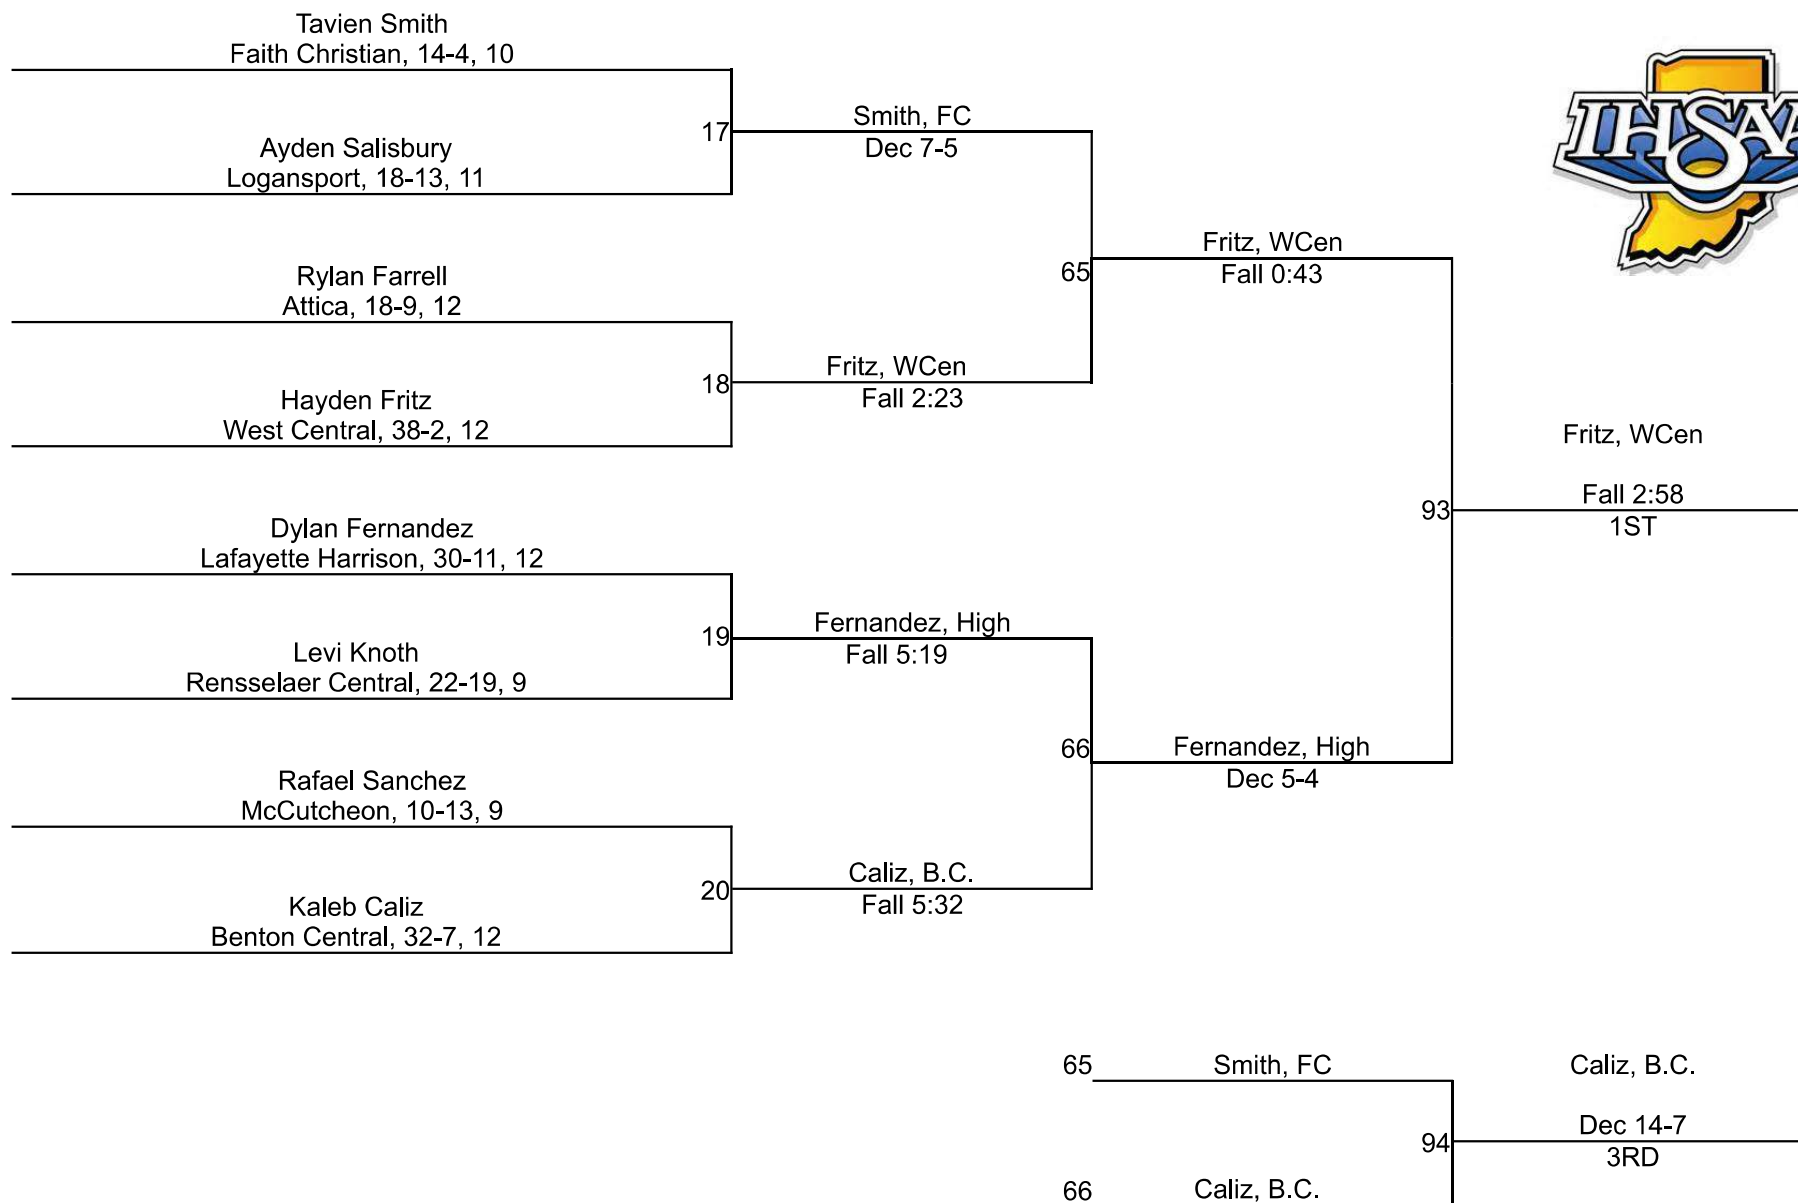 Tavien Smith
Faith Christian, 14-4, 10
Ayden Salisbury
Logansport, 18-13, 11
17
Smith, FC
Dec 7-5
Rylan Farrell
Attica, 18-9, 12
Hayden Fritz
West Central, 38-2, 12
18
Fritz, WCen
Fall 2:23
65
Fritz, WCen
Fall 0:43
Dylan Fernandez
Lafayette Harrison, 30-11, 12
Levi Knoth
Rensselaer Central, 22-19, 9
19
Fernandez, High
Fall 5:19
Rafael Sanchez
McCutcheon, 10-13, 9
Kaleb Caliz
Benton Central, 32-7, 12
20
Caliz, B.C.
Fall 5:32
66
Fernandez, High
Dec 5-4
93
Fritz, WCen
Fall 2:58
1ST
IHSAA
65
Smith, FC
66
Caliz, B.C.
94
Caliz, B.C.
Dec 14-7
3RD